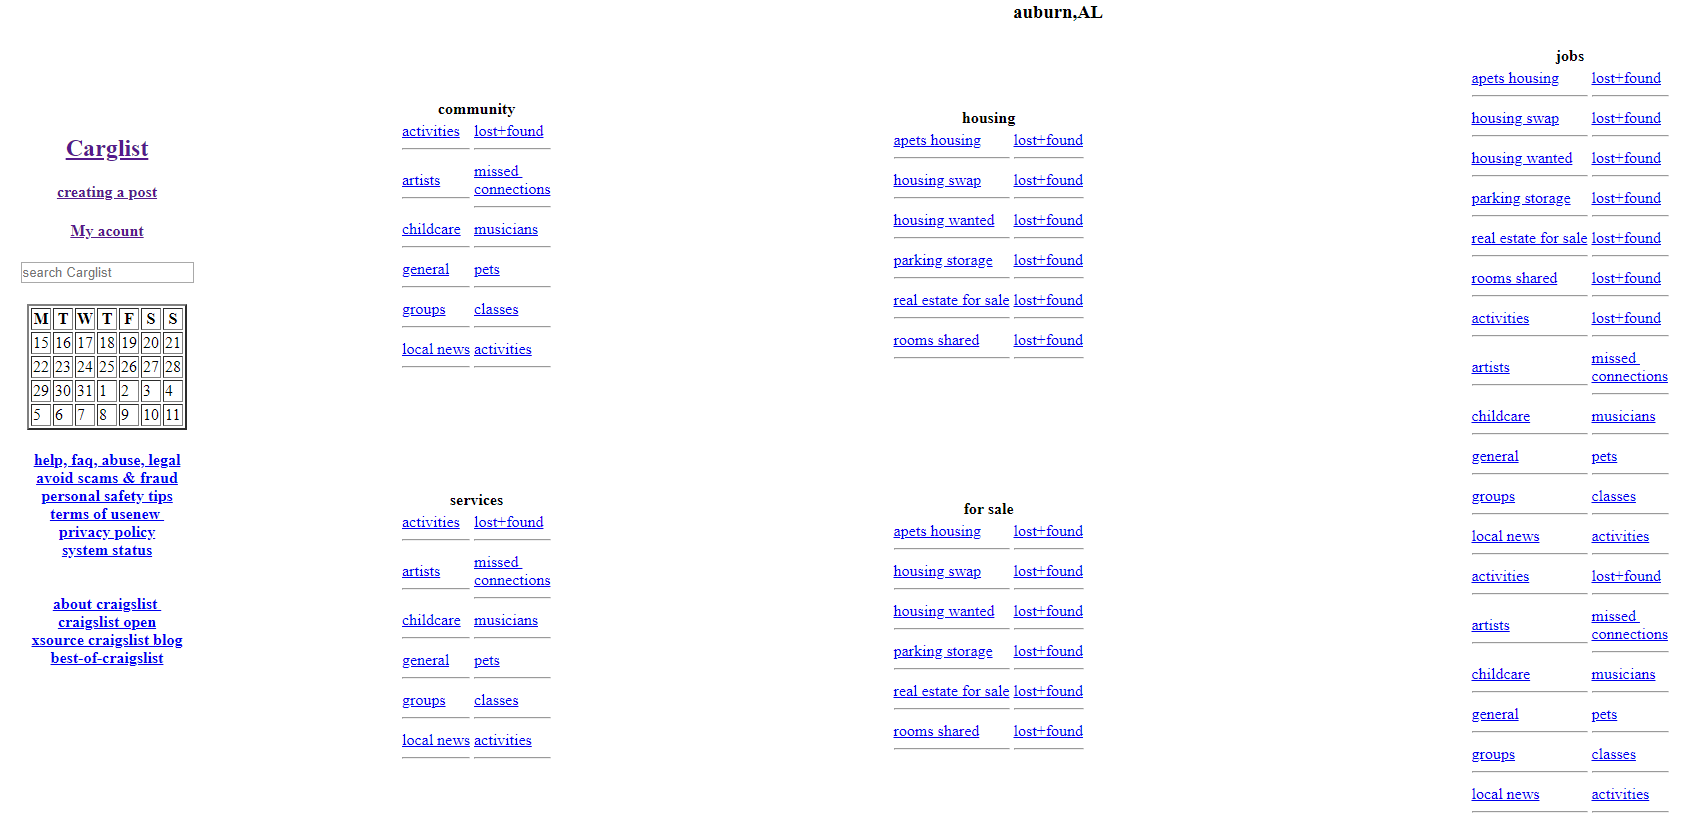 auburn,AL
Carglist
creating a post
My acount
search Carglist
M T W T F S S
15 16 17 18 19 20 21
22 23 24 25 26 27 28
29 30 31 1 2 3 4
5 6 7 8 9 10 11
help, faq, abuse, legal
avoid scams & fraud
personal safety tips
terms of usenew
privacy policy
system status
about craigslist
craigslist open
xsource craigslist blog
best-of-craigslist
community
activities lost+found
artists missed
connections
childcare musicians
general pets
groups classes
local news activities
services
activities lost+found
artists missed
connections
childcare musicians
general pets
groups classes
local news activities
housing
apets housing lost+found
housing swap lost+found
housing wanted lost+found
parking storage lost+found
real estate for sale lost+found
rooms shared lost+found
for sale
apets housing lost+found
housing swap lost+found
housing wanted lost+found
parking storage lost+found
real estate for sale lost+found
rooms shared lost+found
jobs
apets housing lost+found
housing swap lost+found
housing wanted lost+found
parking storage lost+found
real estate for sale lost+found
rooms shared lost+found
activities lost+found
artists missed
connections
childcare musicians
general pets
groups classes
local news activities
activities lost+found
artists missed
connections
childcare musicians
general pets
groups classes
local news activities